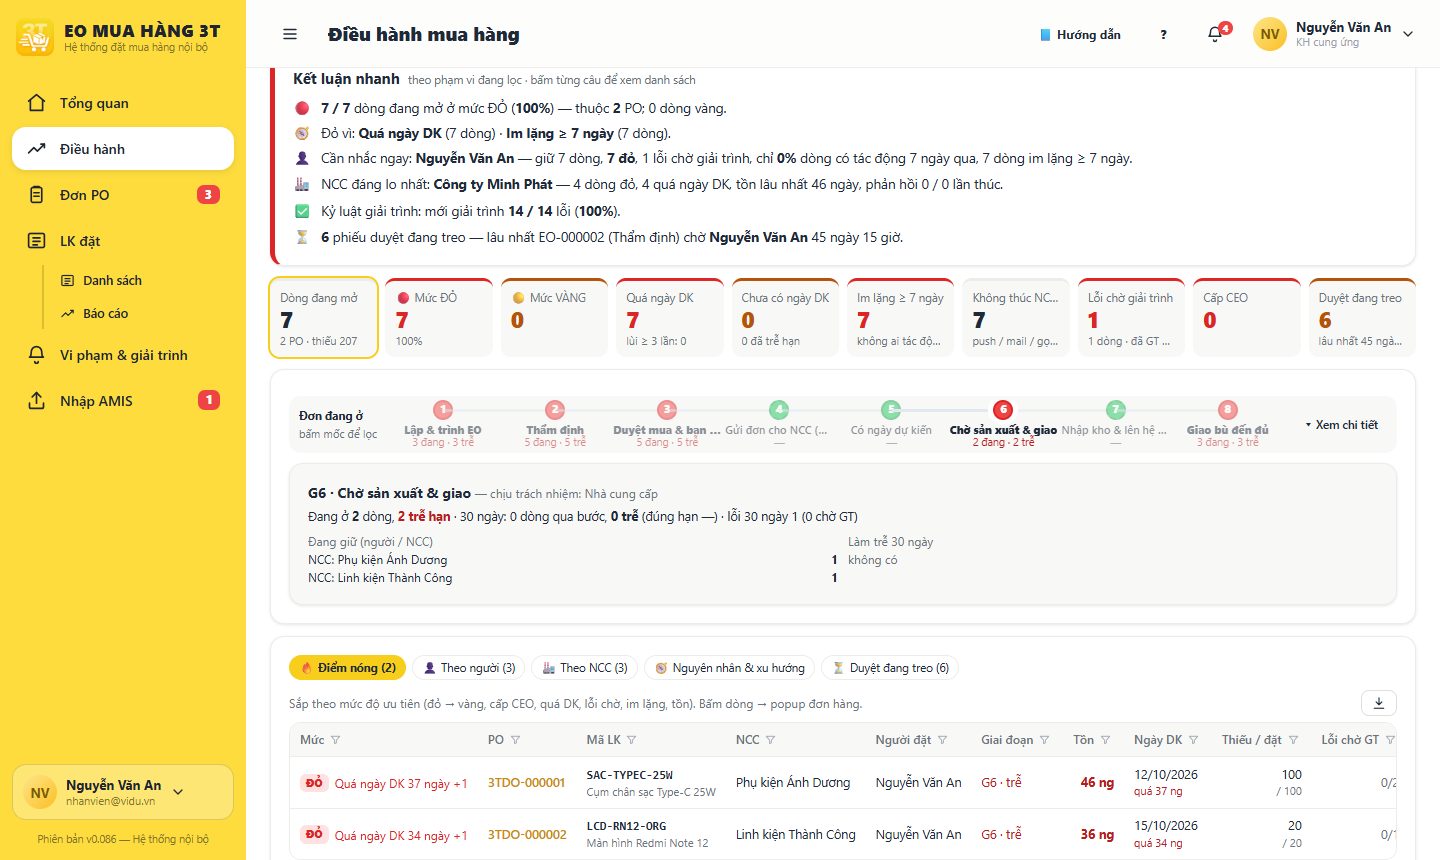 EO MUA HÀNG 3T
Hệ thống đặt mua hàng nội bộ
Tổng quan
Điều hành
Đơn PO
3
LK đặt
Danh sách
Báo cáo
Vi phạm & giải trình
Nhập AMIS
1
NV
Nguyễn Văn An
nhanvien@vidu.vn
Phiên bản v0.086 — Hệ thống nội bộ
Điều hành mua hàng
Hướng dẫn
?
4
NV
Nguyễn Văn An
KH cung ứng
Kết luận nhanh theo phạm vi đang lọc · bấm từng câu để xem danh sách
7 / 7 dòng đang mở ở mức ĐỎ (100%) — thuộc 2 PO; 0 dòng vàng.
Đỏ vì: Quá ngày DK (7 dòng) · Im lặng ≥ 7 ngày (7 dòng).
Cần nhắc ngay: Nguyễn Văn An — giữ 7 dòng, 7 đỏ, 1 lỗi chờ giải trình, chỉ 0% dòng có tác động 7 ngày qua, 7 dòng im lặng ≥ 7 ngày.
NCC đáng lo nhất: Công ty Minh Phát — 4 dòng đỏ, 4 quá ngày DK, tồn lâu nhất 46 ngày, phản hồi 0 / 0 lần thúc.
Kỷ luật giải trình: mới giải trình 14 / 14 lỗi (100%).
6 phiếu duyệt đang treo — lâu nhất EO-000002 (Thẩm định) chờ Nguyễn Văn An 45 ngày 15 giờ.
Dòng đang mở
7
2 PO · thiếu 207
Mức ĐỎ
7
100%
Mức VÀNG
0
Quá ngày DK
7
lùi ≥ 3 lần: 0
Chưa có ngày DK
0
0 đã trễ hạn
Im lặng ≥ 7 ngày
7
không ai tác độ...
Không thúc NC...
7
push / mail / gọ...
Lỗi chờ giải trình
1
1 dòng · đã GT ...
Cấp CEO
0
Duyệt đang treo
6
lâu nhất 45 ngà...
Đơn đang ở
bấm mốc để lọc
1
Lập & trình EO
3 đang · 3 trễ
2
Thẩm định
5 đang · 5 trễ
3
Duyệt mua & ban ...
5 đang · 5 trễ
4
Gửi đơn cho NCC (...
—
5
Có ngày dự kiến
—
6
Chờ sản xuất & giao
2 đang · 2 trễ
7
Nhập kho & lên hệ ...
—
8
Giao bù đến đủ
3 đang · 3 trễ
Xem chi tiết
G6 · Chờ sản xuất & giao — chịu trách nhiệm: Nhà cung cấp
Đang ở 2 dòng, 2 trễ hạn · 30 ngày: 0 dòng qua bước, 0 trễ (đúng hạn —) · lỗi 30 ngày 1 (0 chờ GT)
Đang giữ (người / NCC)
NCC: Phụ kiện Ánh Dương 1
NCC: Linh kiện Thành Công 1
Làm trễ 30 ngày
không có
Điểm nóng (2)
Theo người (3)
Theo NCC (3)
Nguyên nhân & xu hướng
Duyệt đang treo (6)
Sắp theo mức độ ưu tiên (đỏ → vàng, cấp CEO, quá DK, lỗi chờ, im lặng, tồn). Bấm dòng → popup đơn hàng.
Mức PO Mã LK NCC Người đặt Giai đoạn Tồn Ngày DK Thiếu / đặt Lỗi chờ GT
ĐỎ Quá ngày DK 37 ngày +1 3TDO-000001 SAC-TYPEC-25W Phụ kiện Ánh Dương Nguyễn Văn An G6 · trễ 46 ng 12/10/2026 100 0/2
Cụm chân sạc Type-C 25W quá 37 ng / 100
ĐỎ Quá ngày DK 34 ngày +1 3TDO-000002 LCD-RN12-ORG Linh kiện Thành Công Nguyễn Văn An G6 · trễ 36 ng 15/10/2026 20 0/1
Màn hình Redmi Note 12 quá 34 ng / 20